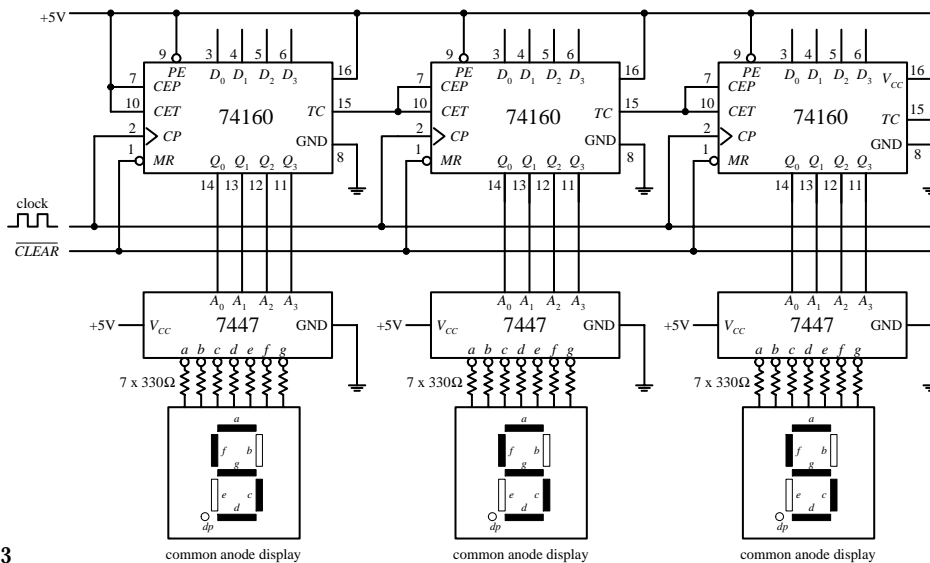 +5V
3 4 5 6 3 4 5 6 3 4 5 6
9 9 9
PE D0 D1 D2 D3 PE D0 D1 D2 D3 PE D0 D1 D2 D3
16 16 16
7 CEP 7 CEP 7 CEP VCC
10 CET 74160 TC 15 10 CET 74160 TC 15 10 CET 74160 TC 15
2 CP 2 CP 2 CP
GND GND GND
1 MR Q0 Q1 Q2 Q3 8 1 MR Q0 Q1 Q2 Q3 8 1 MR Q0 Q1 Q2 Q3 8
14 13 12 11 14 13 12 11 14 13 12 11
clock
CLEAR
A0 A1 A2 A3 A0 A1 A2 A3 A0 A1 A2 A3
+5V VCC 7447 GND +5V VCC 7447 GND +5V VCC 7447 GND
a b c d e f g a b c d e f g a b c d e f g
7 x 330Ω 7 x 330Ω 7 x 330Ω
a a a
f b f b f b
g g g
e c e c e c
d d d
dp dp dp
3 common anode display common anode display common anode display